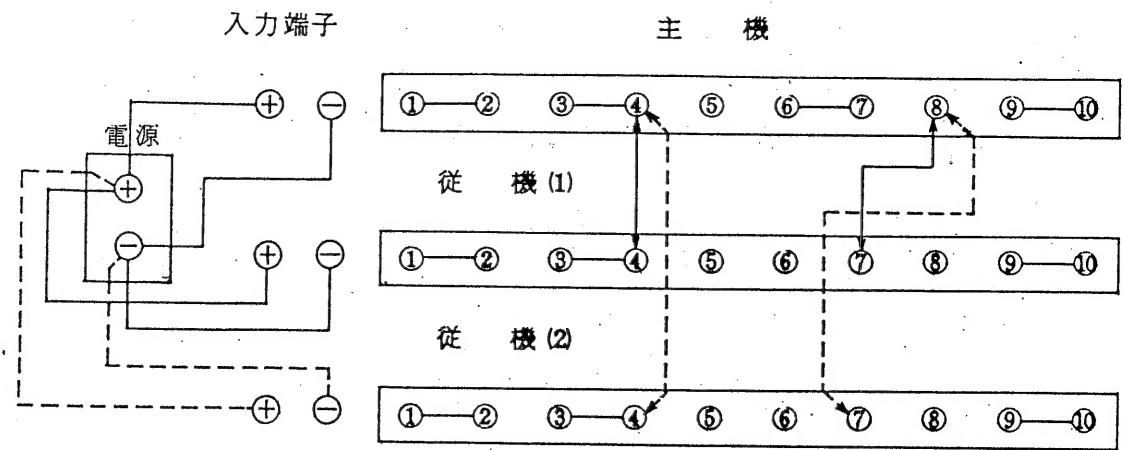 入力端子 主 機
⊕ ⊖ ① ② ③ ④ ⑤ ⑥ ⑦ ⑧ ⑨ ⑩
電源
⊕
従 機 (1)
⊖
⊕ ⊖ ① ② ③ ④ ⑤ ⑥ ⑦ ⑧ ⑨ ⑩
従 機 (2)
⊕ ⊖ ① ② ③ ④ ⑤ ⑥ ⑦ ⑧ ⑨ ⑩